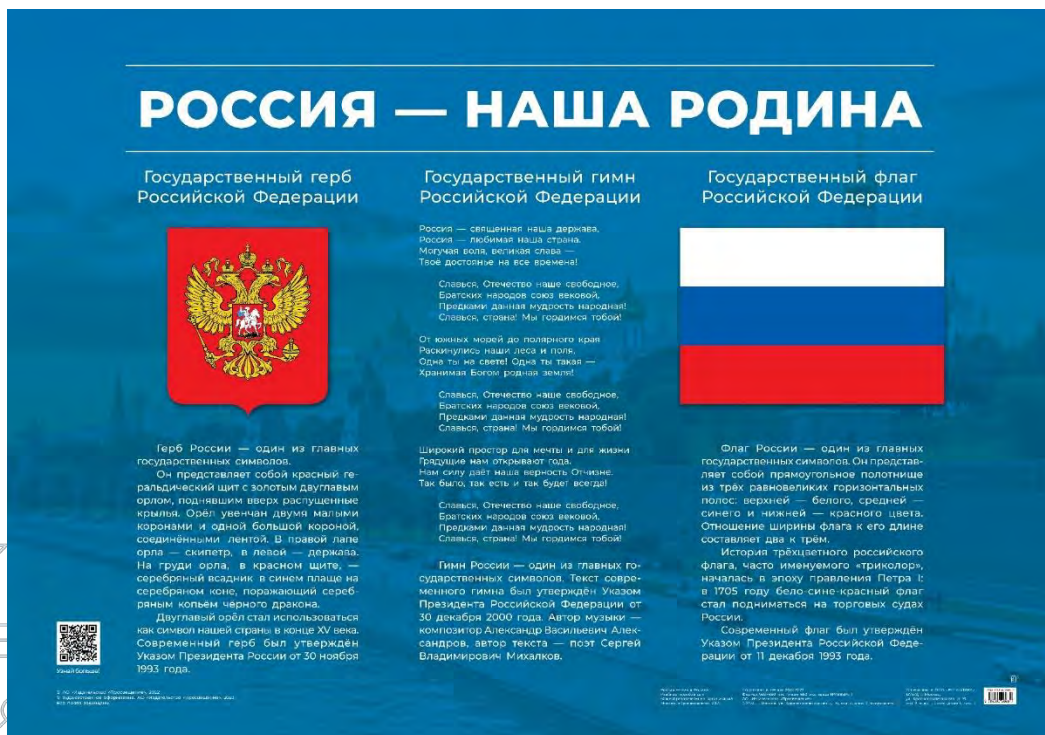 РОССИЯ — НАША РОДИНА
Государственный герб
Российской Федерации
Герб России — один из главных
государственных символов.
Он представляет собой красный ге-
ральдический щит с золотым двуглавым
орлом, поднявшим вверх распущенные
крылья. Орёл увенчан двумя малыми
коронами и одной большой короной,
соединёнными лентой. В правой лапе
орла — скипетр, в левой — держава.
На груди орла, в красном щите, —
серебряный всадник в синем плаще на
серебряном коне, поражающий сереб-
ряным копьём чёрного дракона.
Двуглавый орёл стал использоваться
как символ нашей страны в конце XV века.
Современный герб был утверждён
Указом Президента России от 30 ноября
1993 года.
Узнай больше!
Государственный гимн
Российской Федерации
Россия — священная наша держава,
Россия — любимая наша страна.
Могучая воля, великая слава —
Твоё достоянье на все времена!
Славься, Отечество наше свободное,
Братских народов союз вековой,
Предками данная мудрость народная!
Славься, страна! Мы гордимся тобой!
От южных морей до полярного края
Раскинулись наши леса и поля.
Одна ты на свете! Одна ты такая —
Хранимая Богом родная земля!
Славься, Отечество наше свободное,
Братских народов союз вековой,
Предками данная мудрость народная!
Славься, страна! Мы гордимся тобой!
Широкий простор для мечты и для жизни
Грядущие нам открывают года.
Нам силу даёт наша верность Отчизне.
Так было, так есть и так будет всегда!
Славься, Отечество наше свободное,
Братских народов союз вековой,
Предками данная мудрость народная!
Славься, страна! Мы гордимся тобой!
Гимн России — один из главных го-
сударственных символов. Текст совре-
менного гимна был утверждён Указом
Президента Российской Федерации от
30 декабря 2000 года. Автор музыки —
композитор Александр Васильевич Алек-
сандров, автор текста — поэт Сергей
Владимирович Михалков.
Государственный флаг
Российской Федерации
Флаг России — один из главных
государственных символов. Он представ-
ляет собой прямоугольное полотнище
из трёх равновеликих горизонтальных
полос: верхней — белого, средней —
синего и нижней — красного цвета.
Отношение ширины флага к его длине
составляет два к трём.
История трёхцветного российского
флага, часто именуемого «триколор»,
началась в эпоху правления Петра I:
в 1705 году бело-сине-красный флаг
стал подниматься на торговых судах
России.
Современный флаг был утверждён
Указом Президента Российской Феде-
рации от 11 декабря 1993 года.